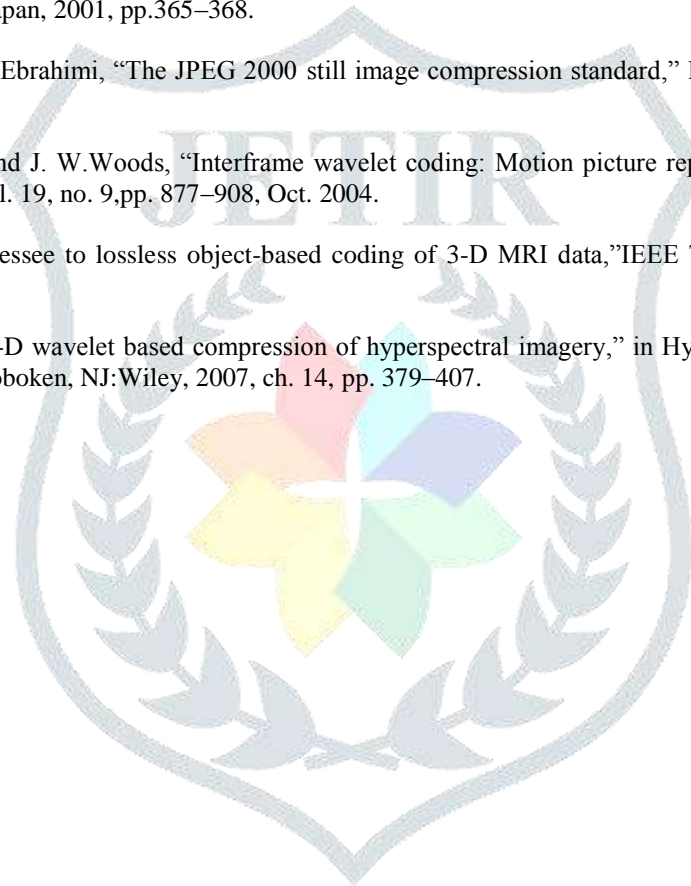 apan, 2001, pp.365–368.
Ebrahimi, “The JPEG 2000 still image compression standard,”
nd J. W.Woods, “Interframe wavelet coding: Motion picture rep
l. 19, no. 9,pp. 877–908, Oct. 2004.
JETIR
essee to lossless object-based coding of 3-D MRI data,”IEEE
-D wavelet based compression of hyperspectral imagery,” in Hy
oboken, NJ:Wiley, 2007, ch. 14, pp. 379–407.